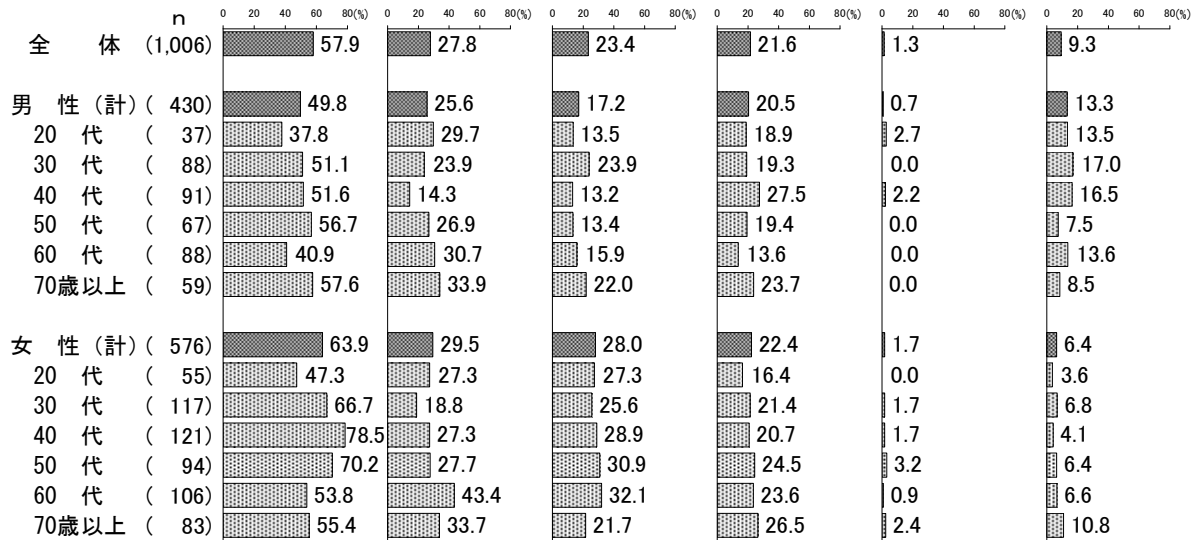 n
0 20 40 60 80(%) 0 20 40 60 80(%) 0 20 40 60 80(%) 0 20 40 60 80(%) 0 20 40 60 80(%) 0 20 40 60 80(%)
全 体 (1,006) 57.9 27.8 23.4 21.6 1.3 9.3
男 性(計)( 430) 49.8 25.6 17.2 20.5 0.7 13.3
20 代 ( 37) 37.8 29.7 13.5 18.9 2.7 13.5
30 代 ( 88) 51.1 23.9 23.9 19.3 0.0 17.0
40 代 ( 91) 51.6 14.3 13.2 27.5 2.2 16.5
50 代 ( 67) 56.7 26.9 13.4 19.4 0.0 7.5
60 代 ( 88) 40.9 30.7 15.9 13.6 0.0 13.6
70歳以上 ( 59) 57.6 33.9 22.0 23.7 0.0 8.5
女 性(計)( 576) 63.9 29.5 28.0 22.4 1.7 6.4
20 代 ( 55) 47.3 27.3 27.3 16.4 0.0 3.6
30 代 ( 117) 66.7 18.8 25.6 21.4 1.7 6.8
40 代 ( 121) 78.5 27.3 28.9 20.7 1.7 4.1
50 代 ( 94) 70.2 27.7 30.9 24.5 3.2 6.4
60 代 ( 106) 53.8 43.4 32.1 23.6 0.9 6.6
70歳以上 ( 83) 55.4 33.7 21.7 26.5 2.4 10.8